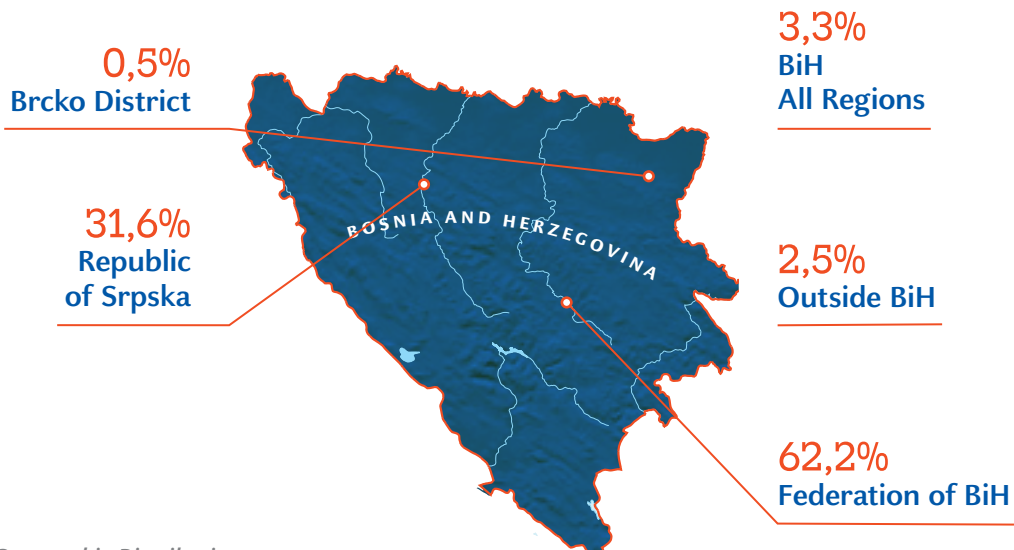 0,5%
Brcko District
31,6%
Republic
of Srpska
BOSNIA AND HERZEGOVINA
3,3%
BiH
All Regions
2,5%
Outside BiH
62,2%
Federation of BiH